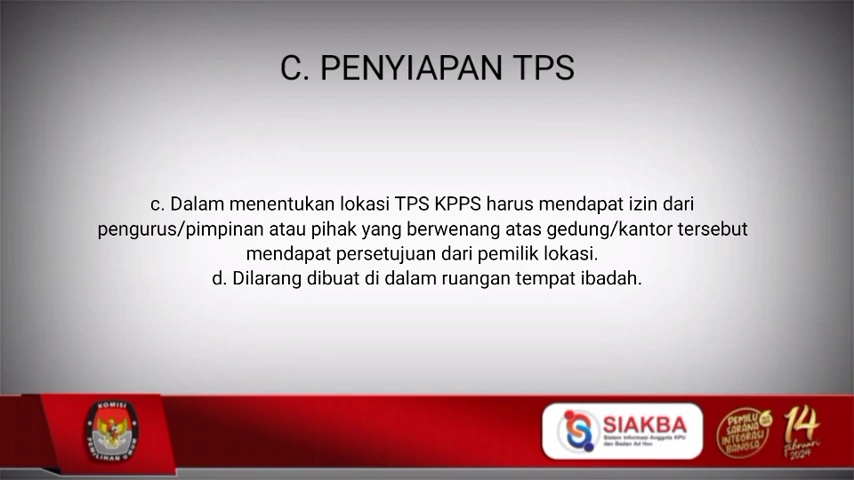 C. PENYIAPAN TPS
c. Dalam menentukan lokasi TPS KPPS harus mendapat izin dari
pengurus/pimpinan atau pihak yang berwenang atas gedung/kantor tersebut
mendapat persetujuan dari pemilik lokasi.
d. Dilarang dibuat di dalam ruangan tempat ibadah.
KOMISI
PEMILIHAN UMUM
SIAKBA
Sistem Informasi Anggota KPU
dan Badan Ad Hoc
PEMILU
SARANA
INTEGRASI
BANGSA
14
februari
2024